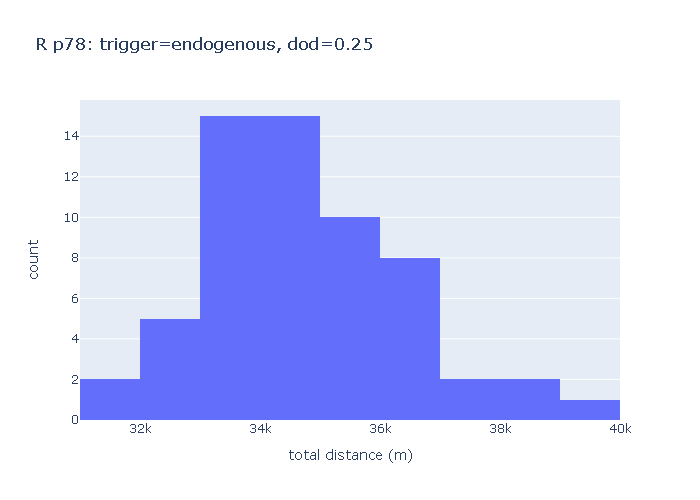 R p78: trigger=endogenous, dod=0.25
14
12
10
8
6
4
2
0
count
32k
34k
36k
38k
40k
total distance (m)